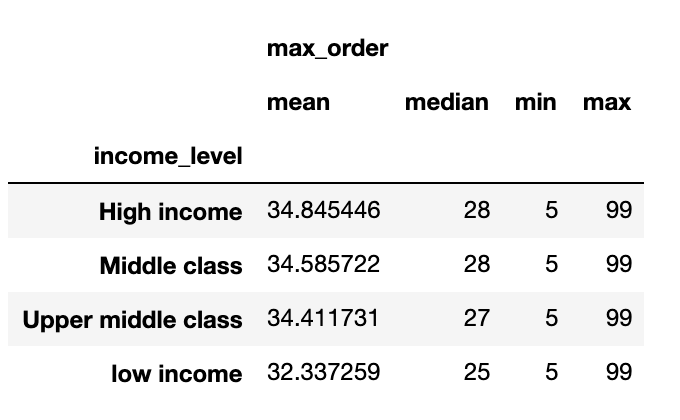 max_order
mean median min max
income_level
High income 34.845446 28 5 99
Middle class 34.585722 28 5 99
Upper middle class 34.411731 27 5 99
low income 32.337259 25 5 99